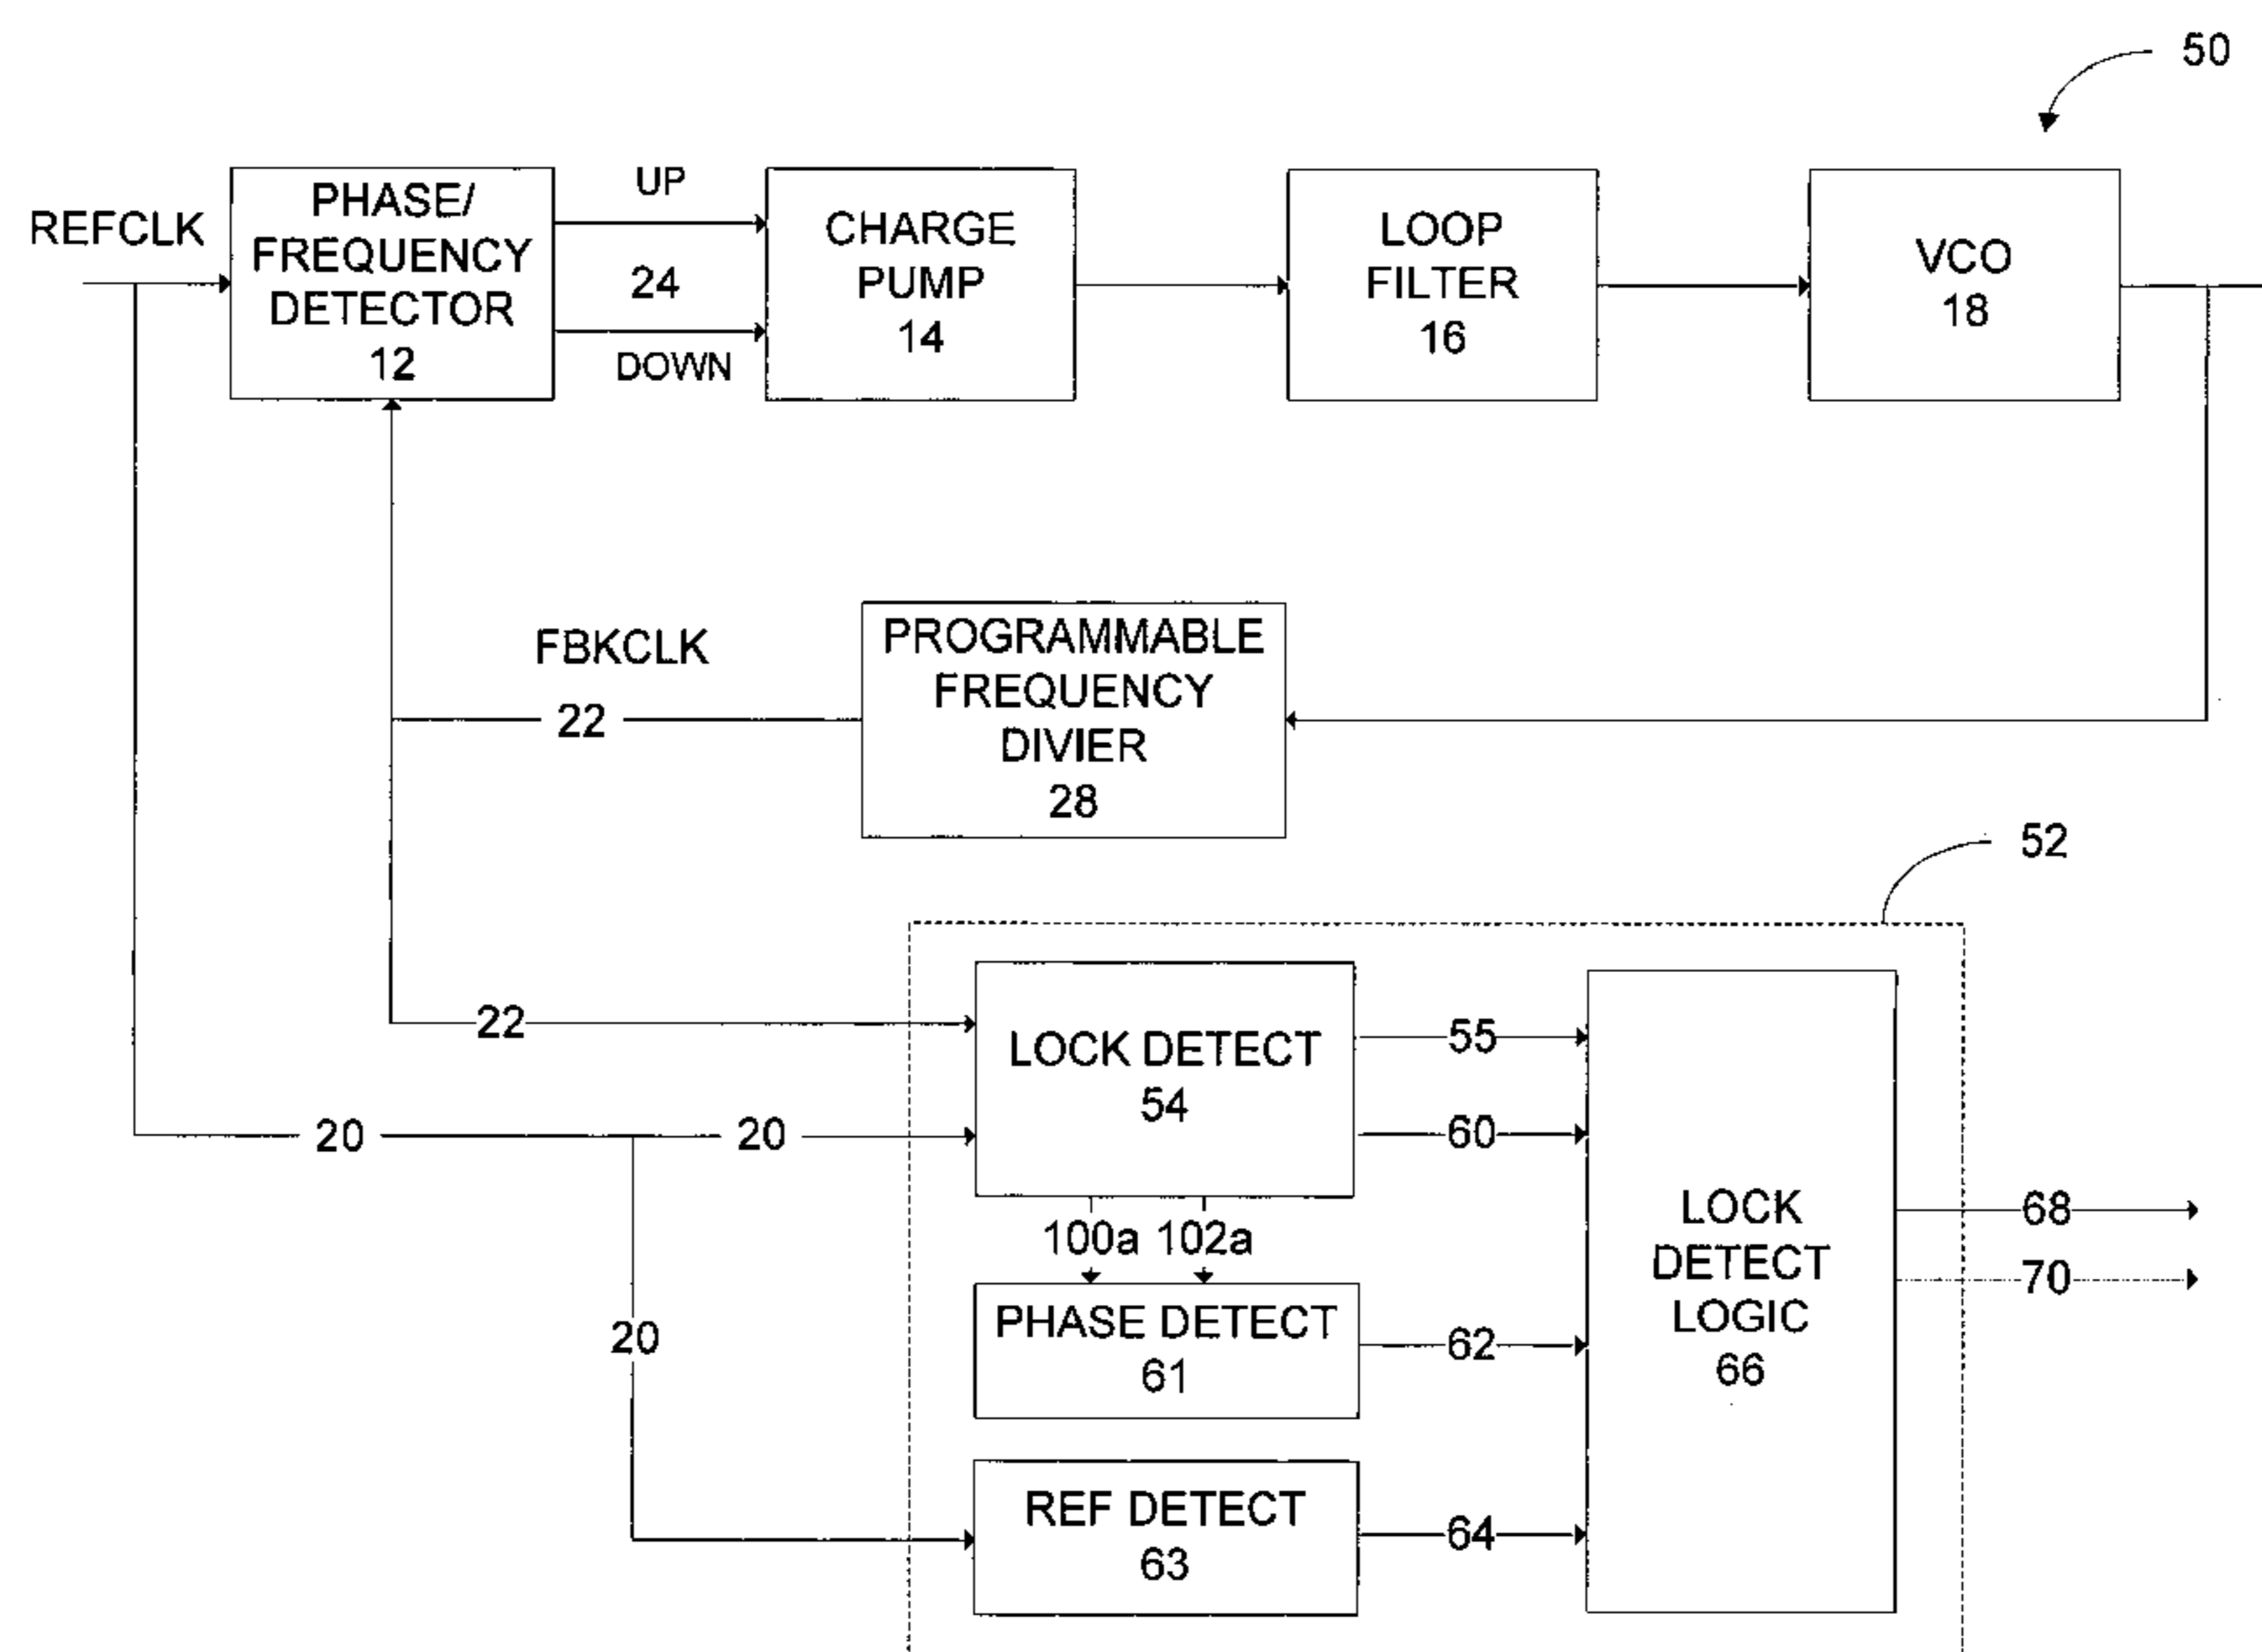 50
REFCLK
PHASE/
FREQUENCY
DETECTOR
12
UP
24
DOWN
CHARGE
PUMP
14
LOOP
FILTER
16
VCO
18
FBKCLK
22
PROGRAMMABLE
FREQUENCY
DIVIER
28
52
22
20
20
20
LOCK DETECT
54
55
60
100a 102a
PHASE DETECT
61
62
REF DETECT
63
64
LOCK
DETECT
LOGIC
66
68
70